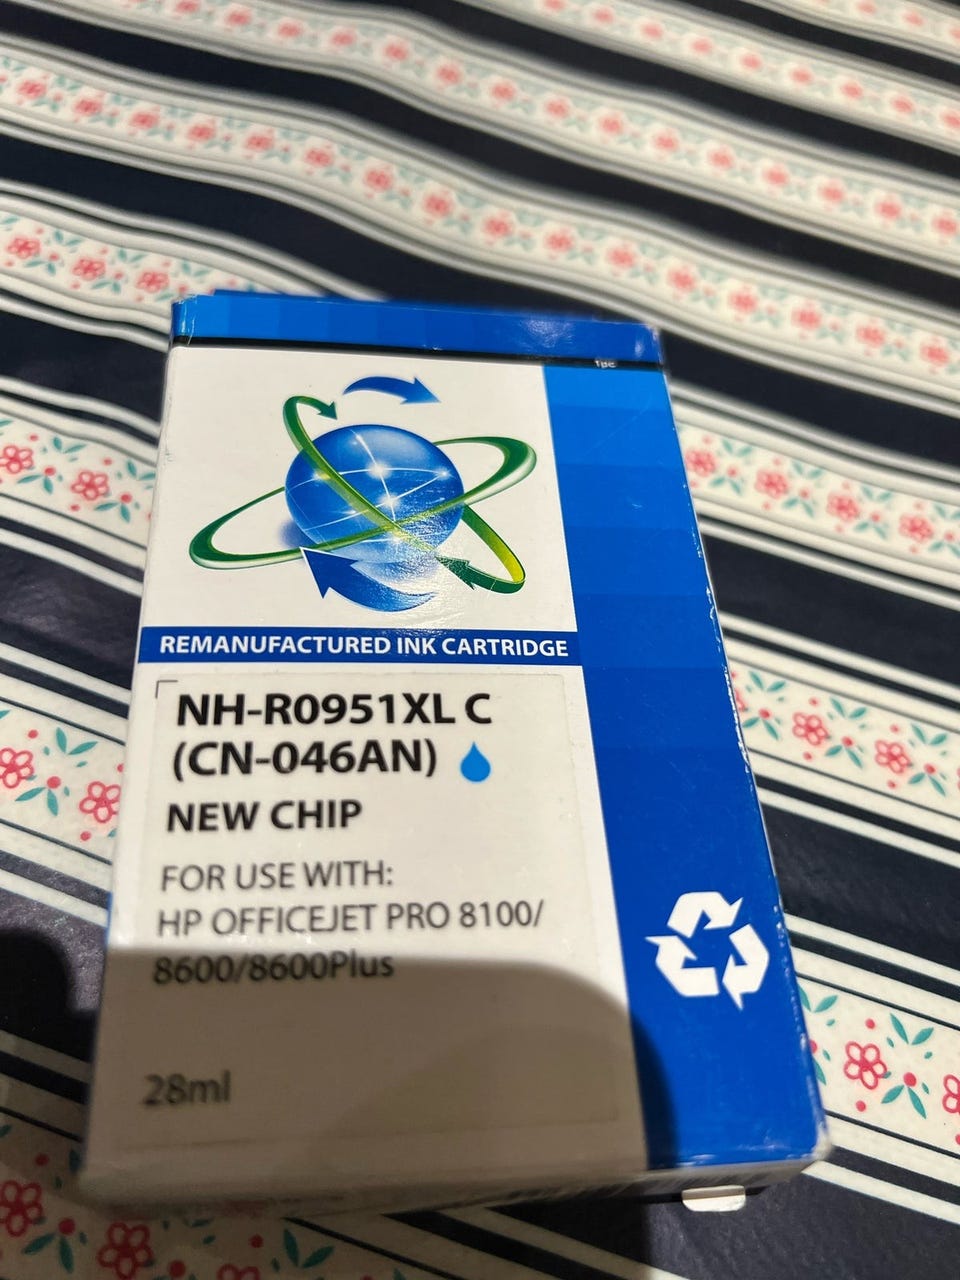 REMANUFACTURED INK CARTRIDGE
NH-R0951XL C
(CN-046AN)
NEW CHIP
FOR USE WITH:
HP OFFICEJET PRO 8100/
8600/8600Plus
28ml